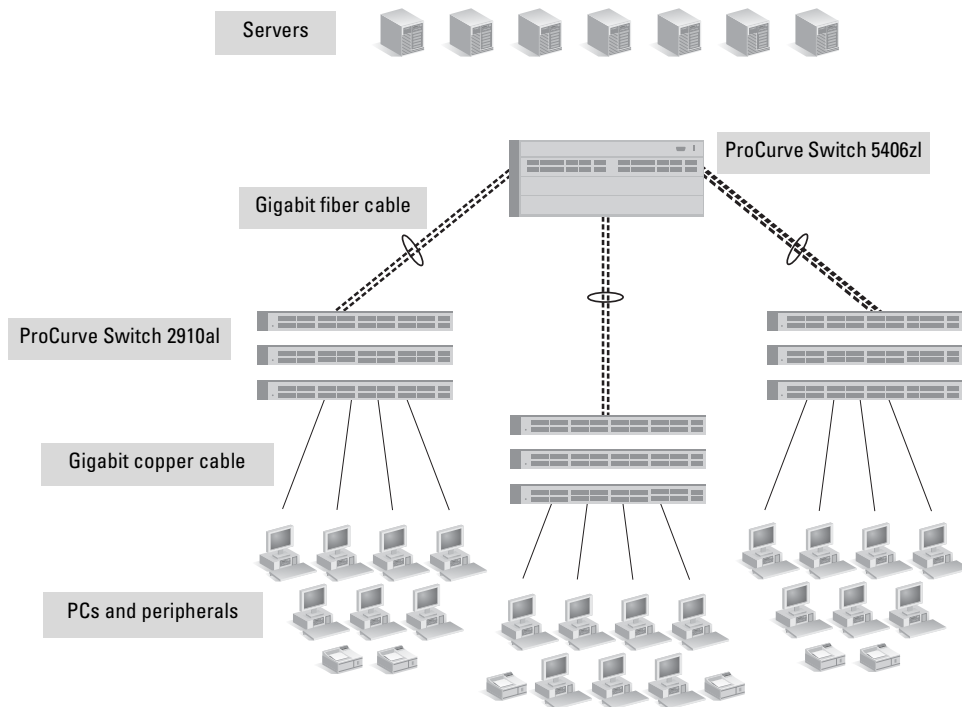 Servers
ProCurve Switch 5406zl
Gigabit fiber cable
ProCurve Switch 2910al
Gigabit copper cable
PCs and peripherals